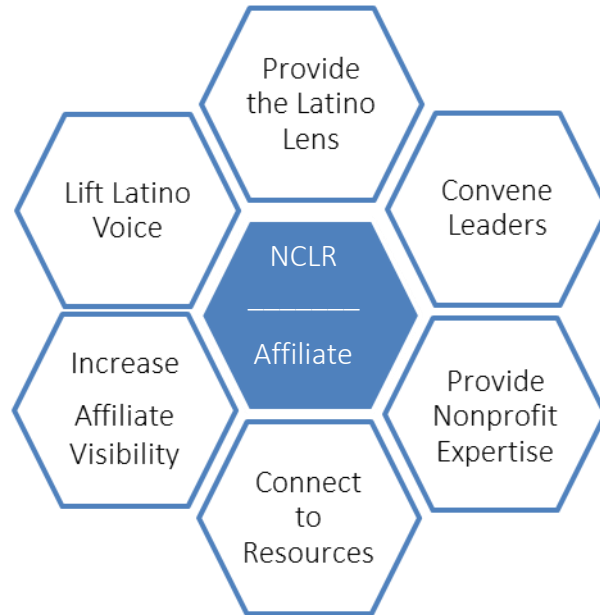 Provide
the Latino
Lens
Lift Latino
Voice
Convene
Leaders
NCLR
________
Affiliate
Increase
Affiliate
Visibility
Provide
Nonprofit
Expertise
Connect
to
Resources